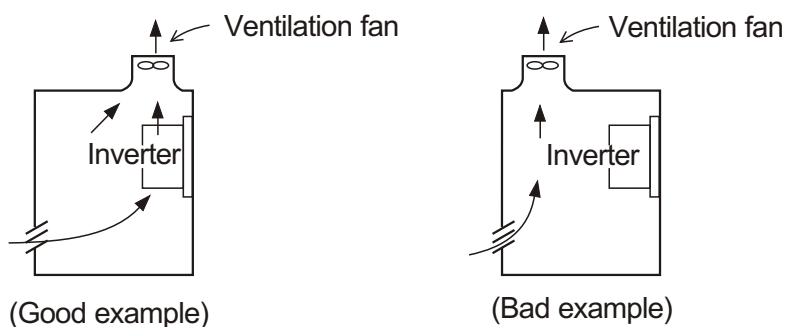 Ventilation fan
Inverter
(Good example)
Ventilation fan
Inverter
(Bad example)